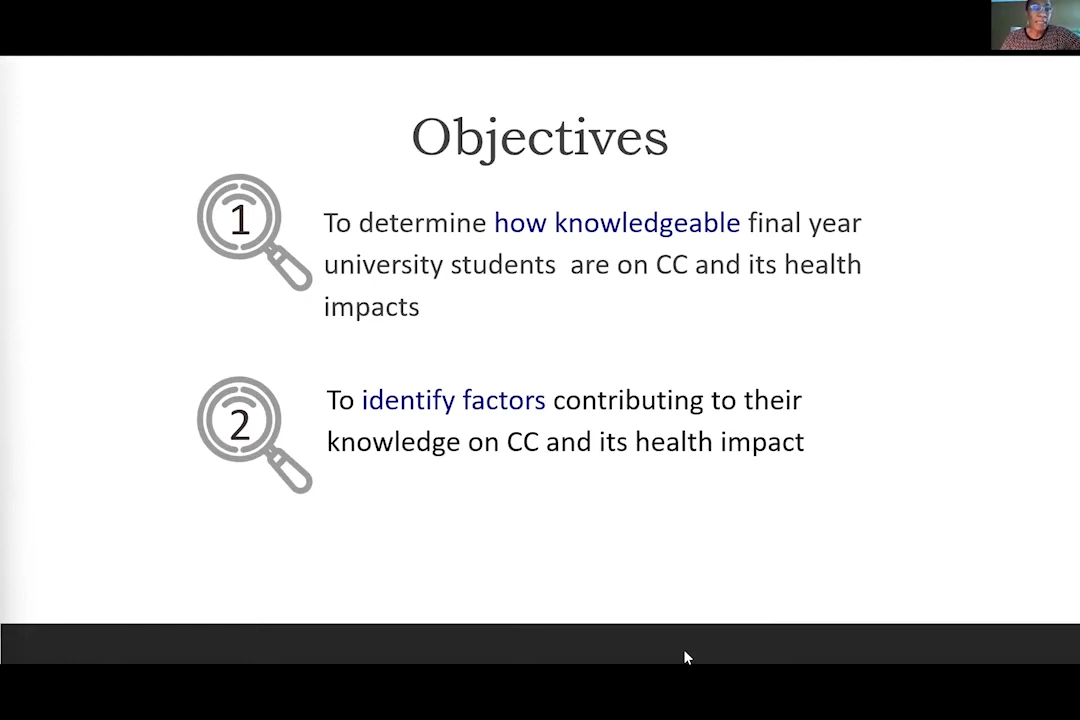 Objectives
1
To determine how knowledgeable final year
university students are on CC and its health
impacts
2
To identify factors contributing to their
knowledge on CC and its health impact